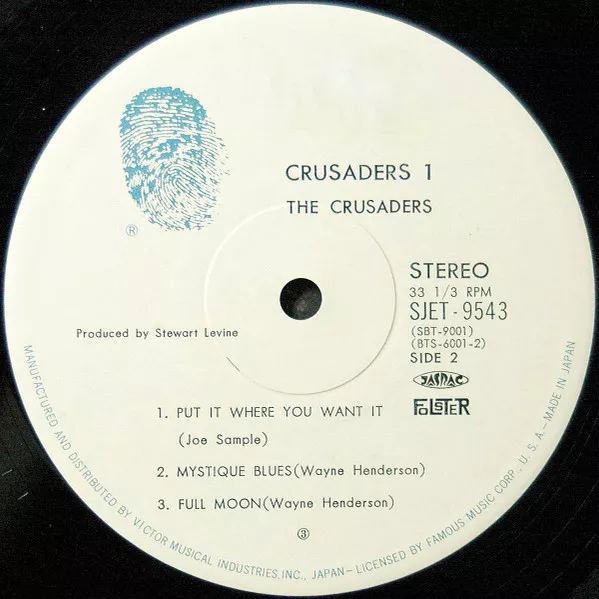 ®
CRUSADERS 1
THE CRUSADERS
STEREO
33 1/3 RPM
SJET-9543
(SBT-9001)
(BTS-6001-2)
SIDE 2
JASRAC
FOLSTER
Produced by Stewart Levine
1. PUT IT WHERE YOU WANT IT
(Joe Sample)
2. MYSTIQUE BLUES(Wayne Henderson)
3. FULL MOON(Wayne Henderson)
③
MANUFACTURED AND DISTRIBUTED BY VICTOR MUSICAL INDUSTRIES, INC., JAPAN–LICENSED BY FAMOUS MUSIC CORP., U. S. A.–MADE IN JAPAN